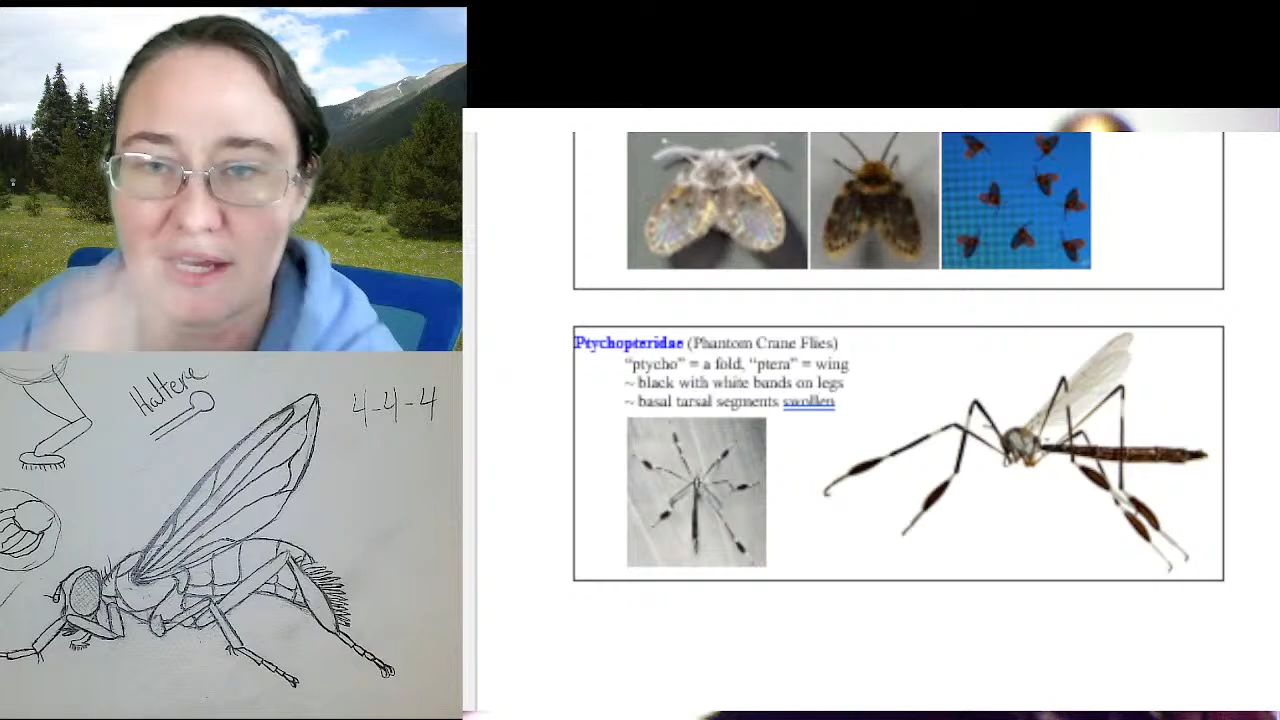 Haltere
4-4-4
Ptychopteridae (Phantom Crane Flies)
"ptycho" = a fold, "ptera" = wing
~ black with white bands on legs
~ basal tarsal segments swollen